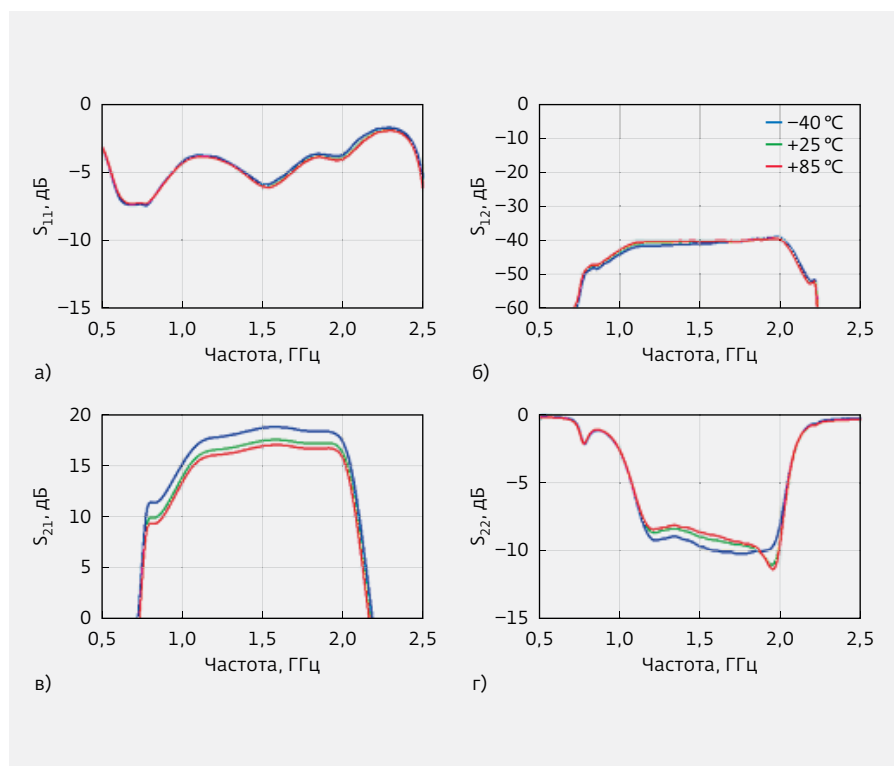 0
−5
−10
−15
S11, дБ
0,5 1,0 1,5 2,0 2,5
Частота, ГГц
а)
0
−10
−20
−30
−40
−50
−60
S12, дБ
−40 °C
+25 °C
+85 °C
0,5 1,0 1,5 2,0 2,5
Частота, ГГц
б)
20
15
10
5
0
S21, дБ
0,5 1,0 1,5 2,0 2,5
Частота, ГГц
в)
0
−5
−10
−15
S22, дБ
0,5 1,0 1,5 2,0 2,5
Частота, ГГц
г)